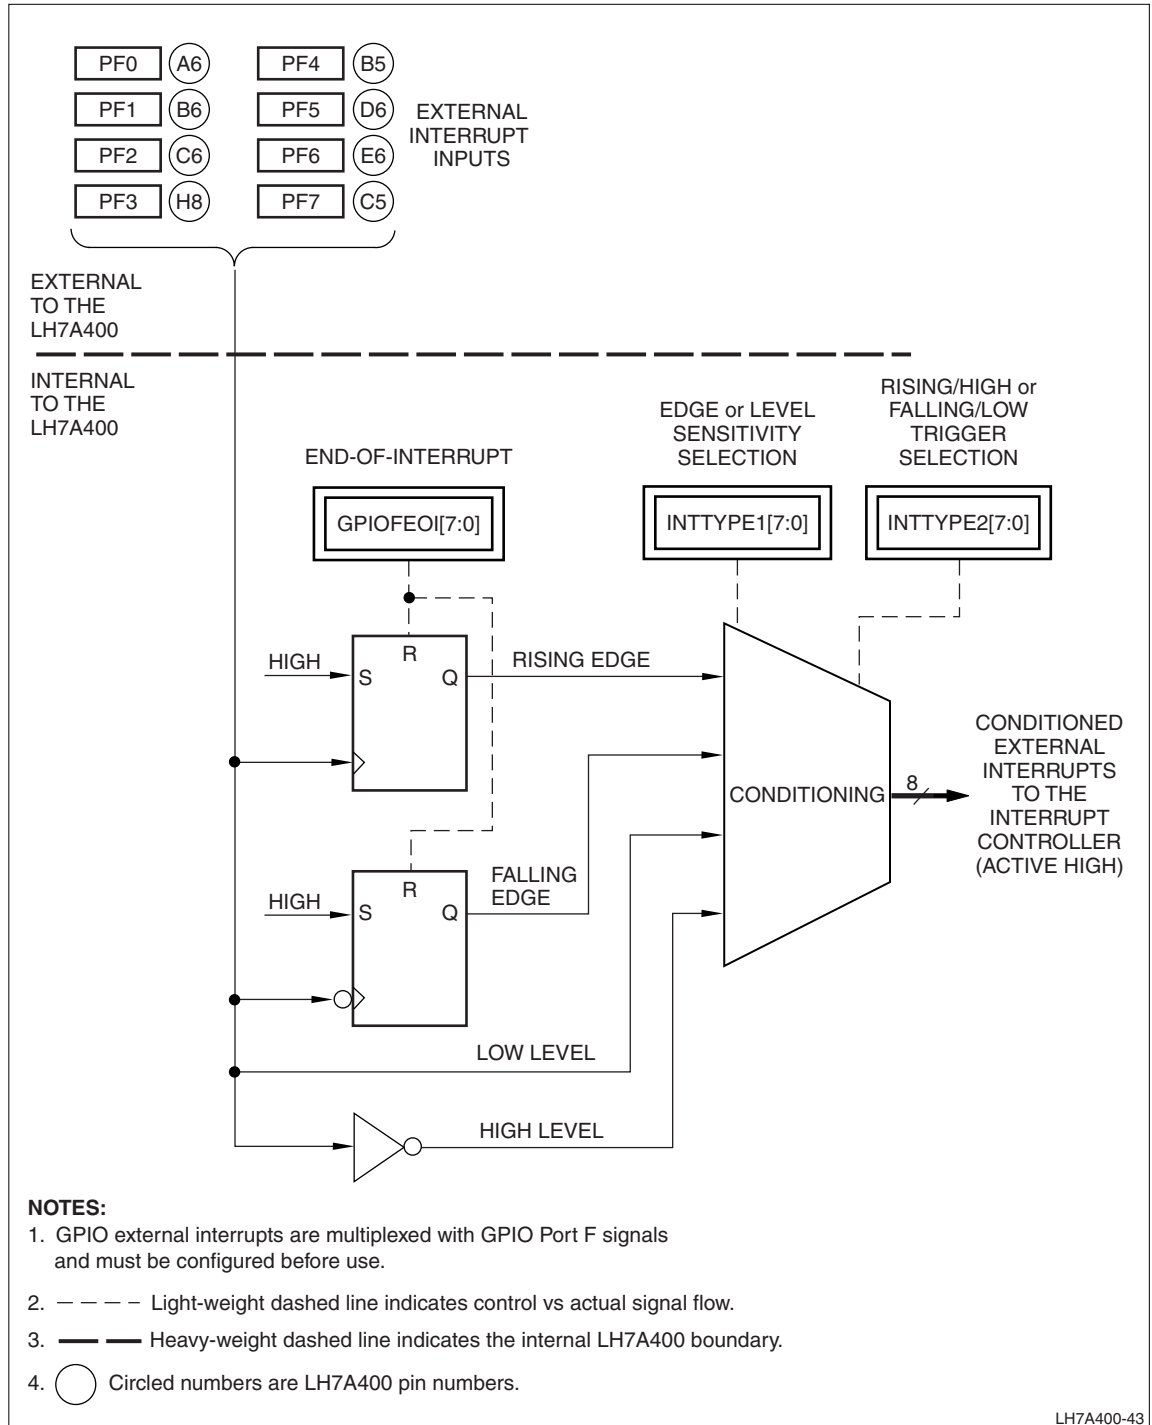 PF0 A6 PF4 B5
PF1 B6 PF5 D6
PF2 C6 PF6 E6
PF3 H8 PF7 C5
EXTERNAL
INTERRUPT
INPUTS
EXTERNAL
TO THE
LH7A400
INTERNAL
TO THE
LH7A400
END-OF-INTERRUPT
GPIOFEOI[7:0]
EDGE or LEVEL
SENSITIVITY
SELECTION
INTTYPE1[7:0]
RISING/HIGH or
FALLING/LOW
TRIGGER
SELECTION
INTTYPE2[7:0]
HIGH
S
R
Q
RISING EDGE
HIGH
S
R
Q
FALLING
EDGE
LOW LEVEL
HIGH LEVEL
CONDITIONING
8
CONDITIONED
EXTERNAL
INTERRUPTS
TO THE
INTERRUPT
CONTROLLER
(ACTIVE HIGH)
NOTES:
1. GPIO external interrupts are multiplexed with GPIO Port F signals
and must be configured before use.
2. Light-weight dashed line indicates control vs actual signal flow.
3. Heavy-weight dashed line indicates the internal LH7A400 boundary.
4. Circled numbers are LH7A400 pin numbers.
LH7A400-43